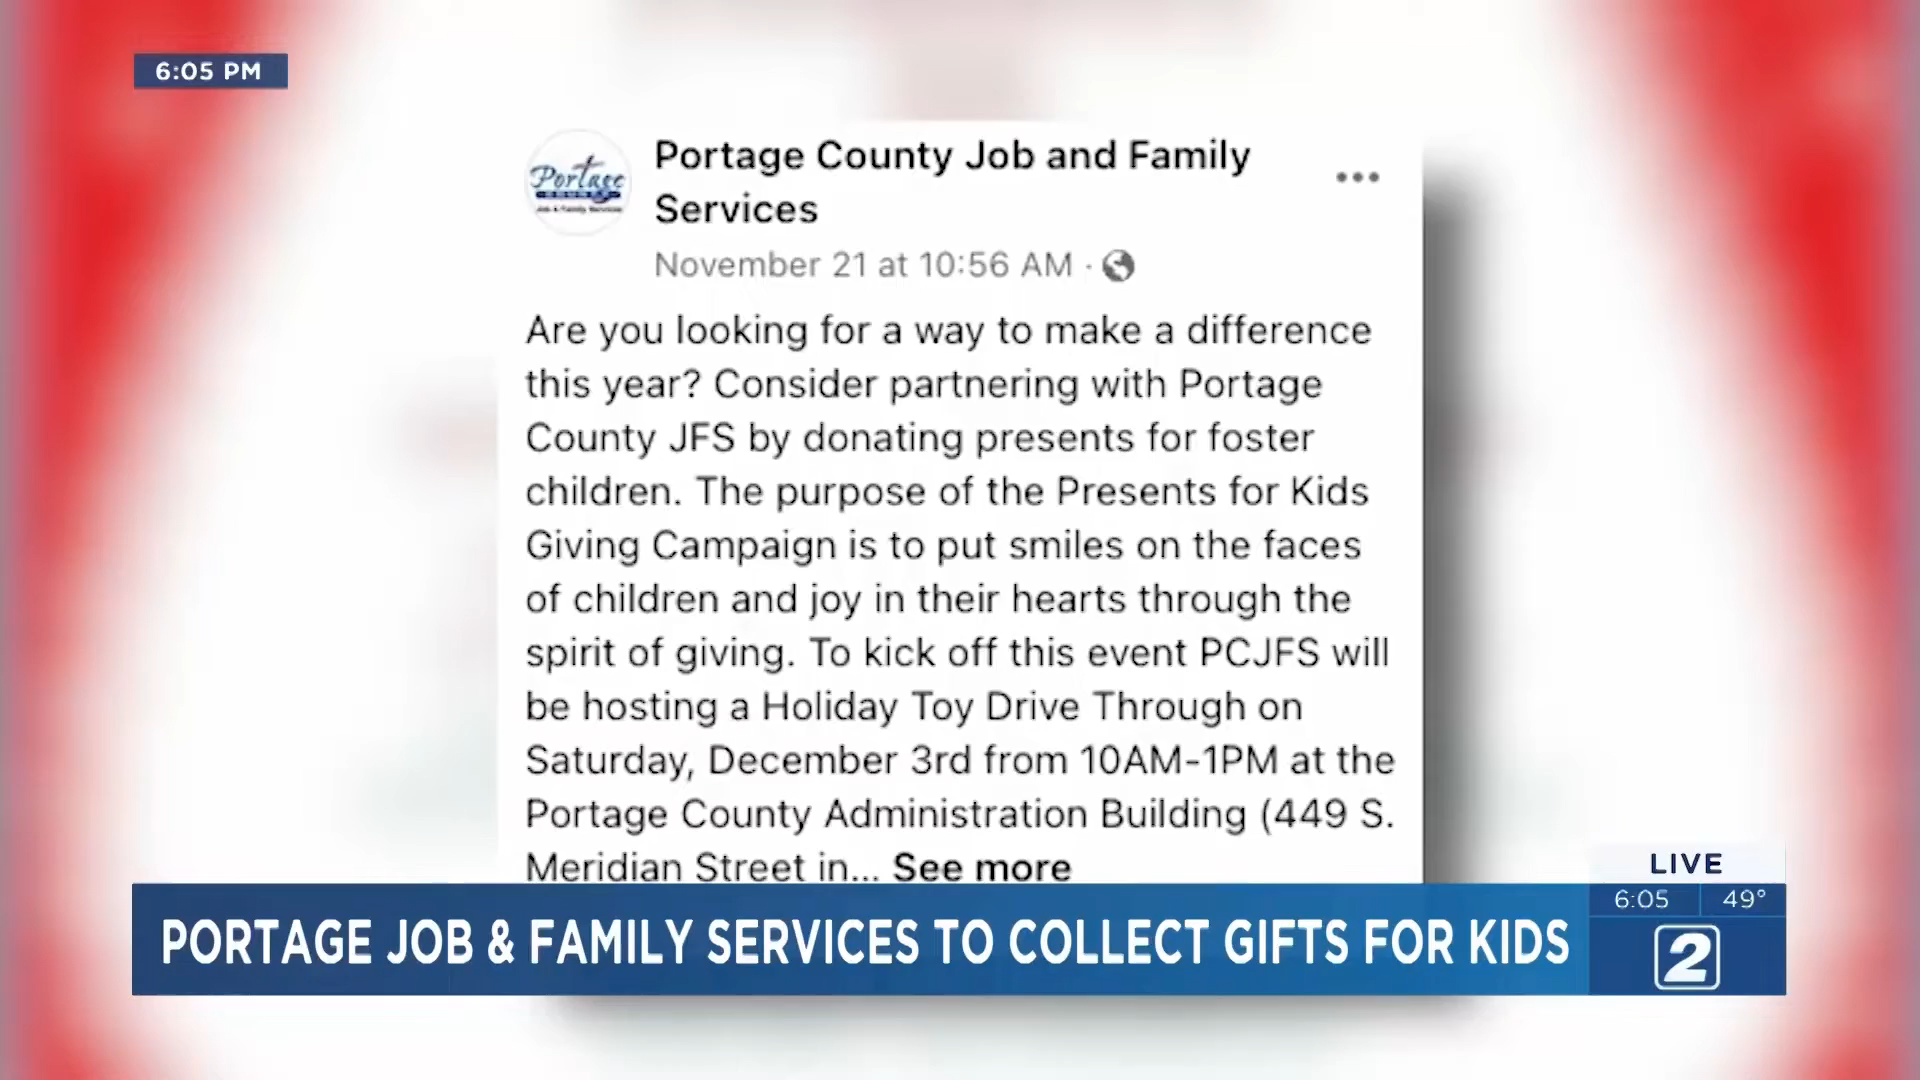 6:05 PM
Portage
Job & Family Services
Portage County Job and Family
Services
November 21 at 10:56 AM ·
Are you looking for a way to make a difference
this year? Consider partnering with Portage
County JFS by donating presents for foster
children. The purpose of the Presents for Kids
Giving Campaign is to put smiles on the faces
of children and joy in their hearts through the
spirit of giving. To kick off this event PCJFS will
be hosting a Holiday Toy Drive Through on
Saturday, December 3rd from 10AM-1PM at the
Portage County Administration Building (449 S.
Meridian Street in... See more
PORTAGE JOB & FAMILY SERVICES TO COLLECT GIFTS FOR KIDS
LIVE
6:05 49°
2